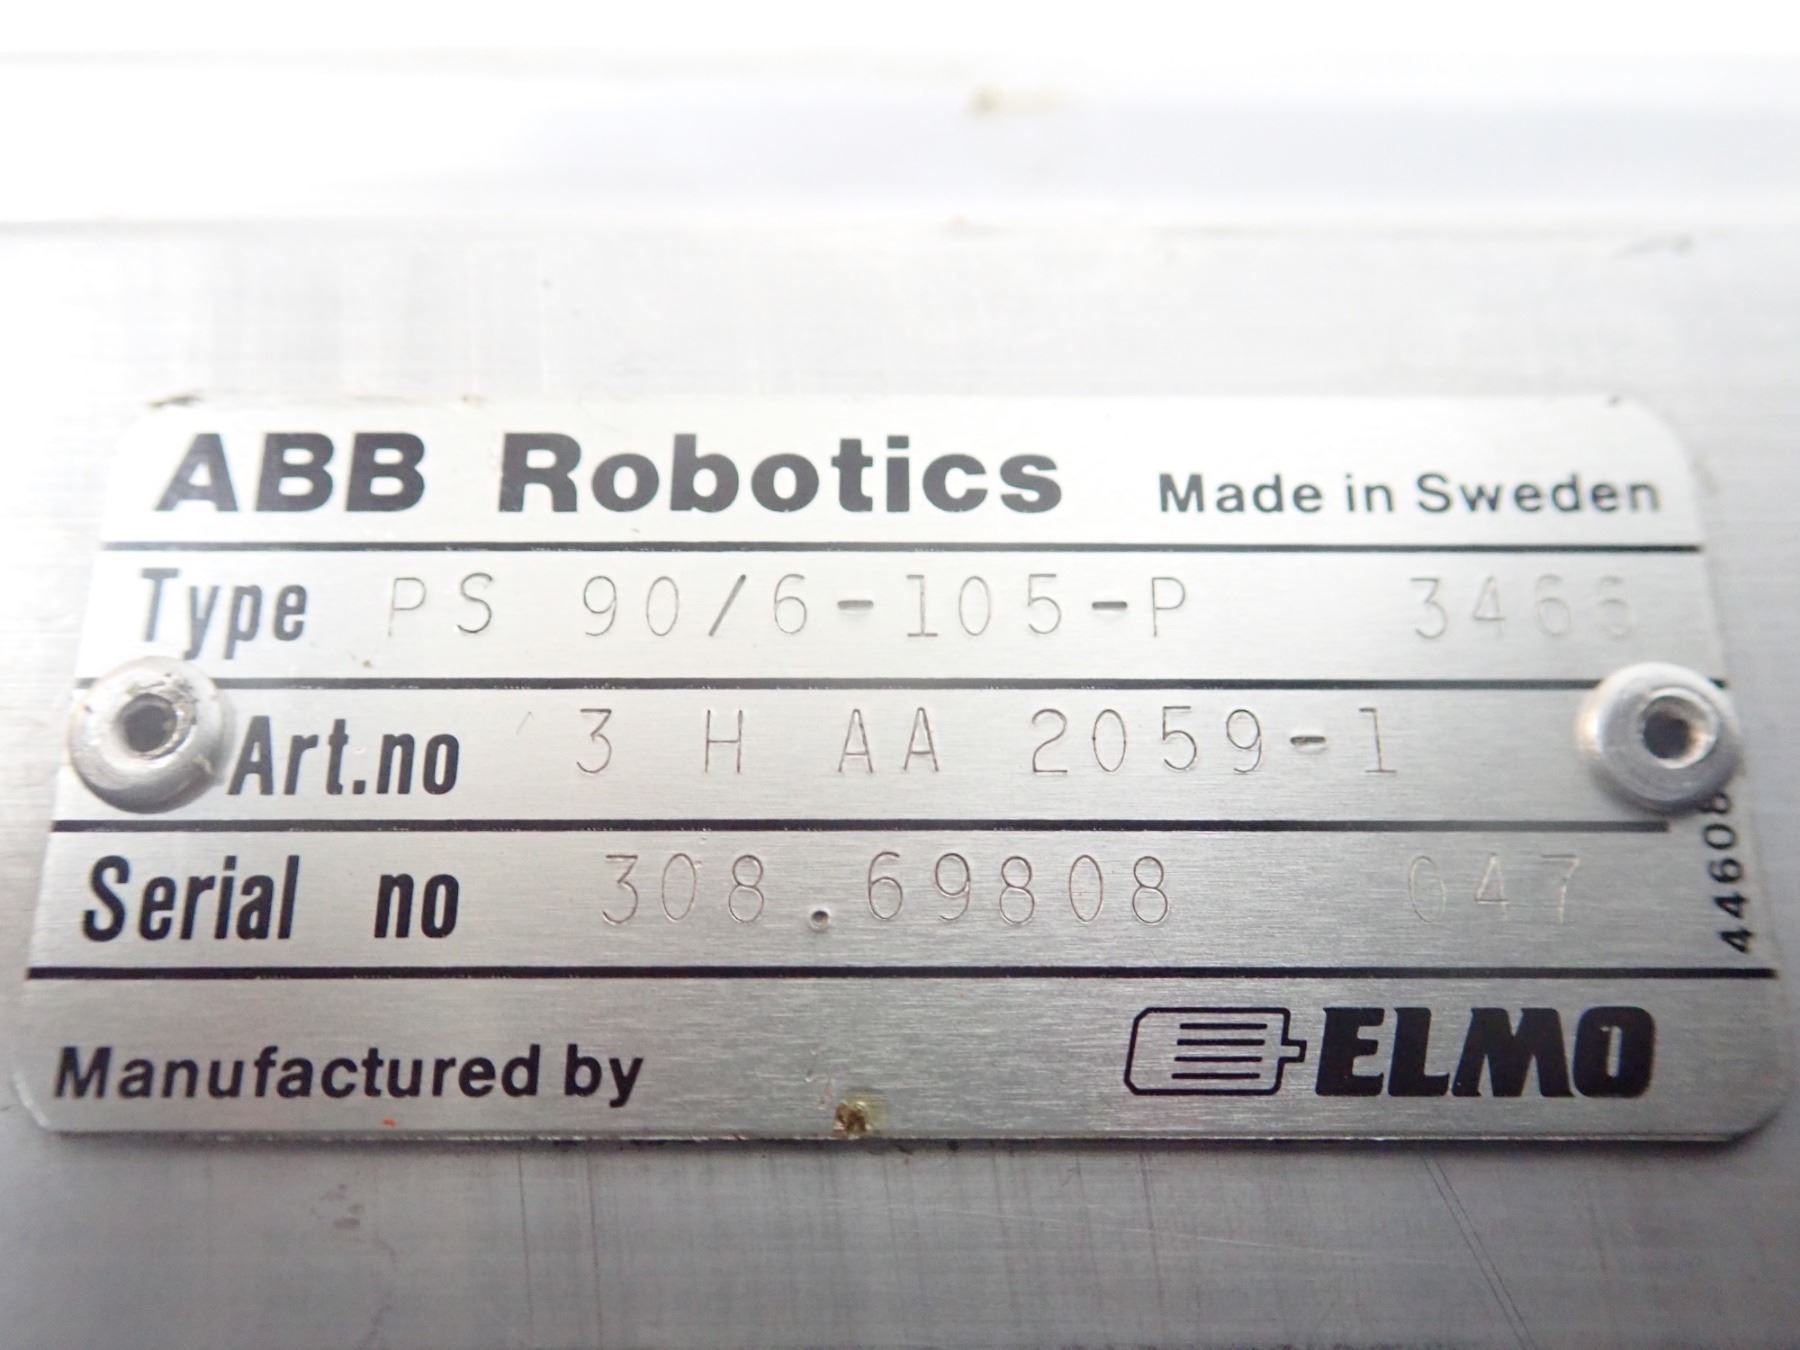 ABB Robotics Made in Sweden
Type PS 90/6-105-P 3466
Art.no 3 H AA 2059-1
Serial no 308.69808 047
44608
Manufactured by ELMO